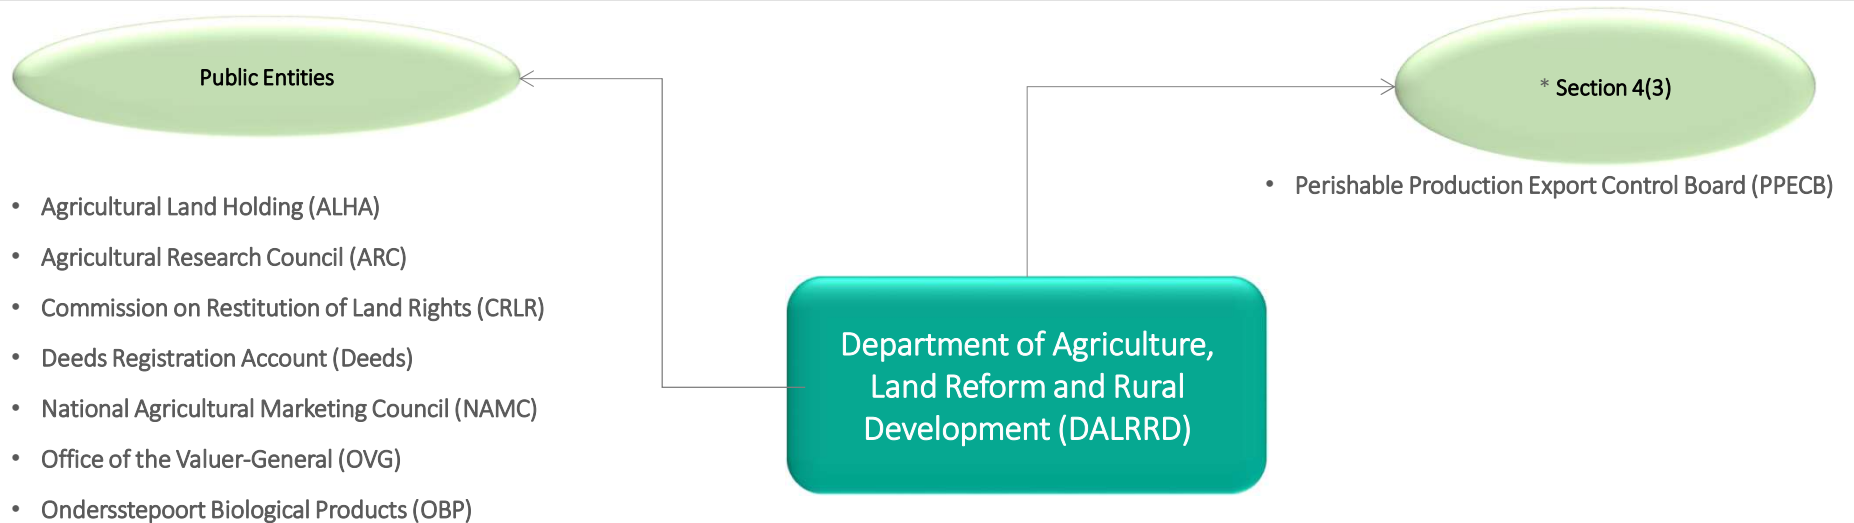 Public Entities
* Section 4(3)
• Perishable Production Export Control Board (PPECB)
• Agricultural Land Holding (ALHA)
• Agricultural Research Council (ARC)
• Commission on Restitution of Land Rights (CRLR)
• Deeds Registration Account (Deeds)
• National Agricultural Marketing Council (NAMC)
• Office of the Valuer-General (OVG)
• Ondersstepoort Biological Products (OBP)
Department of Agriculture,
Land Reform and Rural
Development (DALRRD)